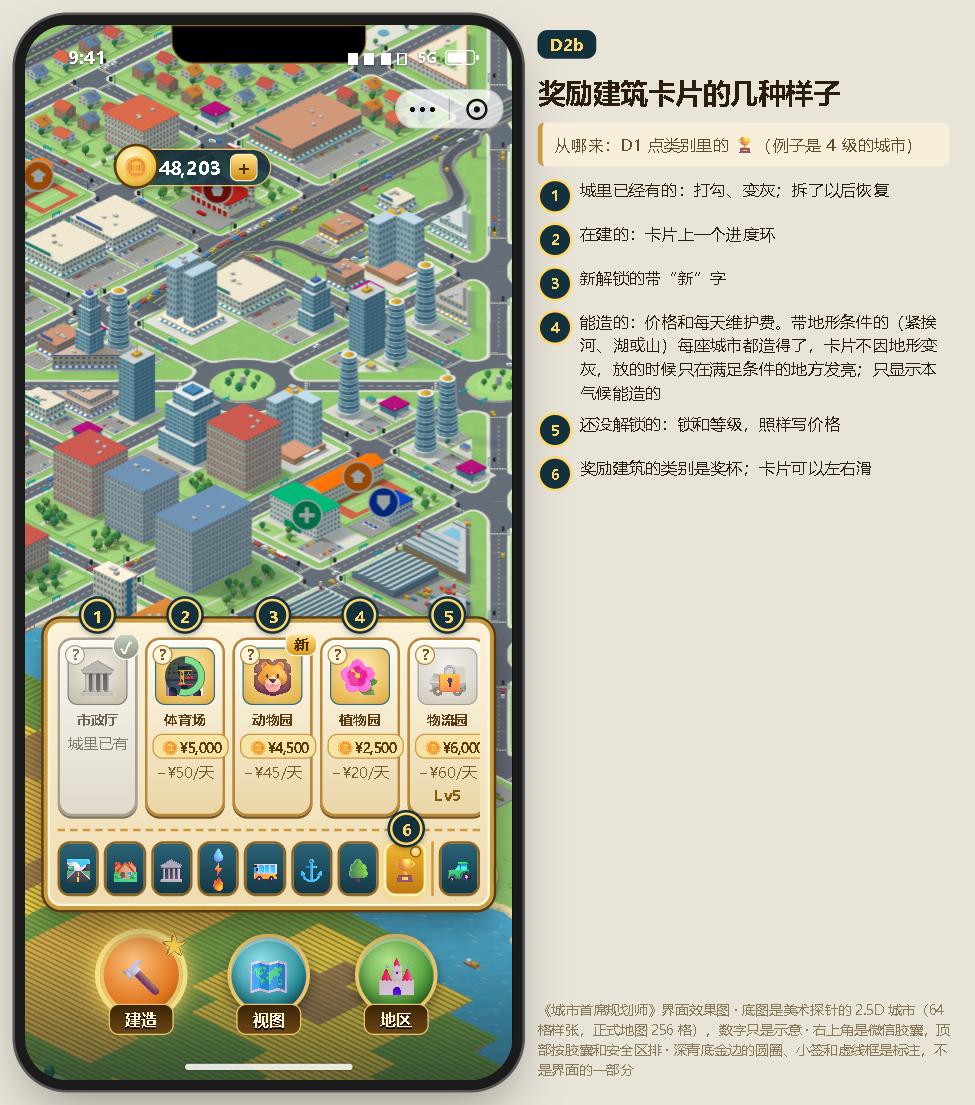 9:41
5G
48,203
+
1
2
3
4
5
新
?
?
?
?
?
市政厅
体育场
动物园
植物园
物流园
城里已有
¥5,000
¥4,500
¥2,500
¥6,000
-¥50/天
-¥45/天
-¥20/天
-¥60/天
Lv5
6
建造
视图
地区
D2b
奖励建筑卡片的几种样子
从哪来：D1 点类别里的 （例子是 4 级的城市）
1 城里已经有的：打勾、变灰；拆了以后恢复
2 在建的：卡片上一个进度环
3 新解锁的带“新”字
4 能造的：价格和每天维护费。带地形条件的（紧挨
河、湖或山）每座城市都造得了，卡片不因地形变
灰，放的时候只在满足条件的地方发亮；只显示本
气候能造的
5 还没解锁的：锁和等级，照样写价格
6 奖励建筑的类别是奖杯；卡片可以左右滑
《城市首席规划师》界面效果图 · 底图是美术探针的 2.5D 城市（64
格样张，正式地图 256 格），数字只是示意 · 右上角是微信胶囊，顶
部按胶囊和安全区排 · 深青底金边的圆圈、小签和虚线框是标注，不
是界面的一部分